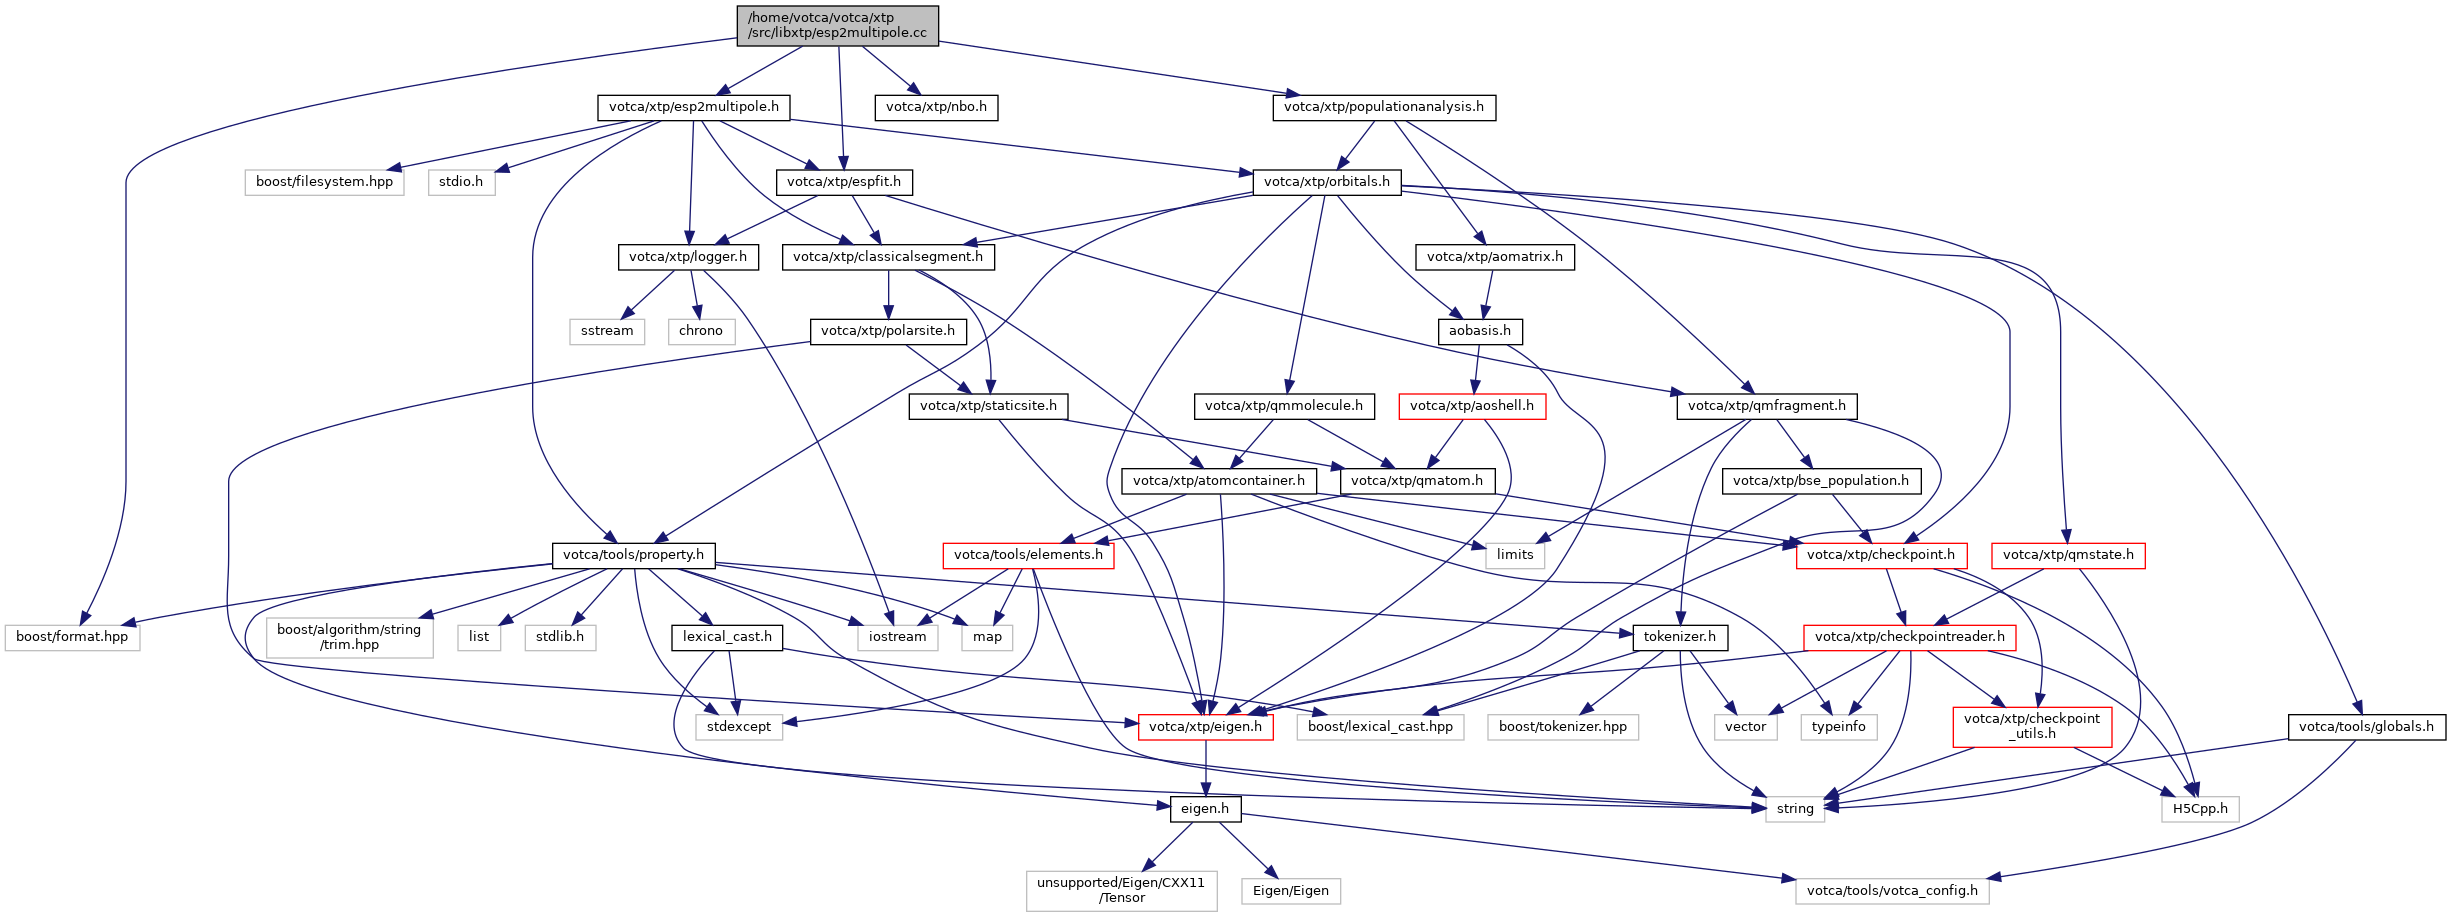 /home/votca/votca/xtp
/src/libxtp/esp2multipole.cc
votca/xtp/esp2multipole.h
votca/xtp/nbo.h
votca/xtp/populationanalysis.h
boost/filesystem.hpp
stdio.h
votca/xtp/espfit.h
votca/xtp/orbitals.h
votca/xtp/logger.h
votca/xtp/classicalsegment.h
votca/xtp/aomatrix.h
sstream
chrono
votca/xtp/polarsite.h
aobasis.h
votca/xtp/staticsite.h
votca/xtp/qmmolecule.h
votca/xtp/aoshell.h
votca/xtp/qmfragment.h
votca/xtp/atomcontainer.h
votca/xtp/qmatom.h
votca/xtp/bse_population.h
votca/tools/property.h
votca/tools/elements.h
limits
votca/xtp/checkpoint.h
votca/xtp/qmstate.h
boost/format.hpp
boost/algorithm/string
/trim.hpp
list
stdlib.h
lexical_cast.h
iostream
map
tokenizer.h
votca/xtp/checkpointreader.h
stdexcept
votca/xtp/eigen.h
boost/lexical_cast.hpp
boost/tokenizer.hpp
vector
typeinfo
votca/xtp/checkpoint
_utils.h
votca/tools/globals.h
eigen.h
string
H5Cpp.h
unsupported/Eigen/CXX11
/Tensor
Eigen/Eigen
votca/tools/votca_config.h